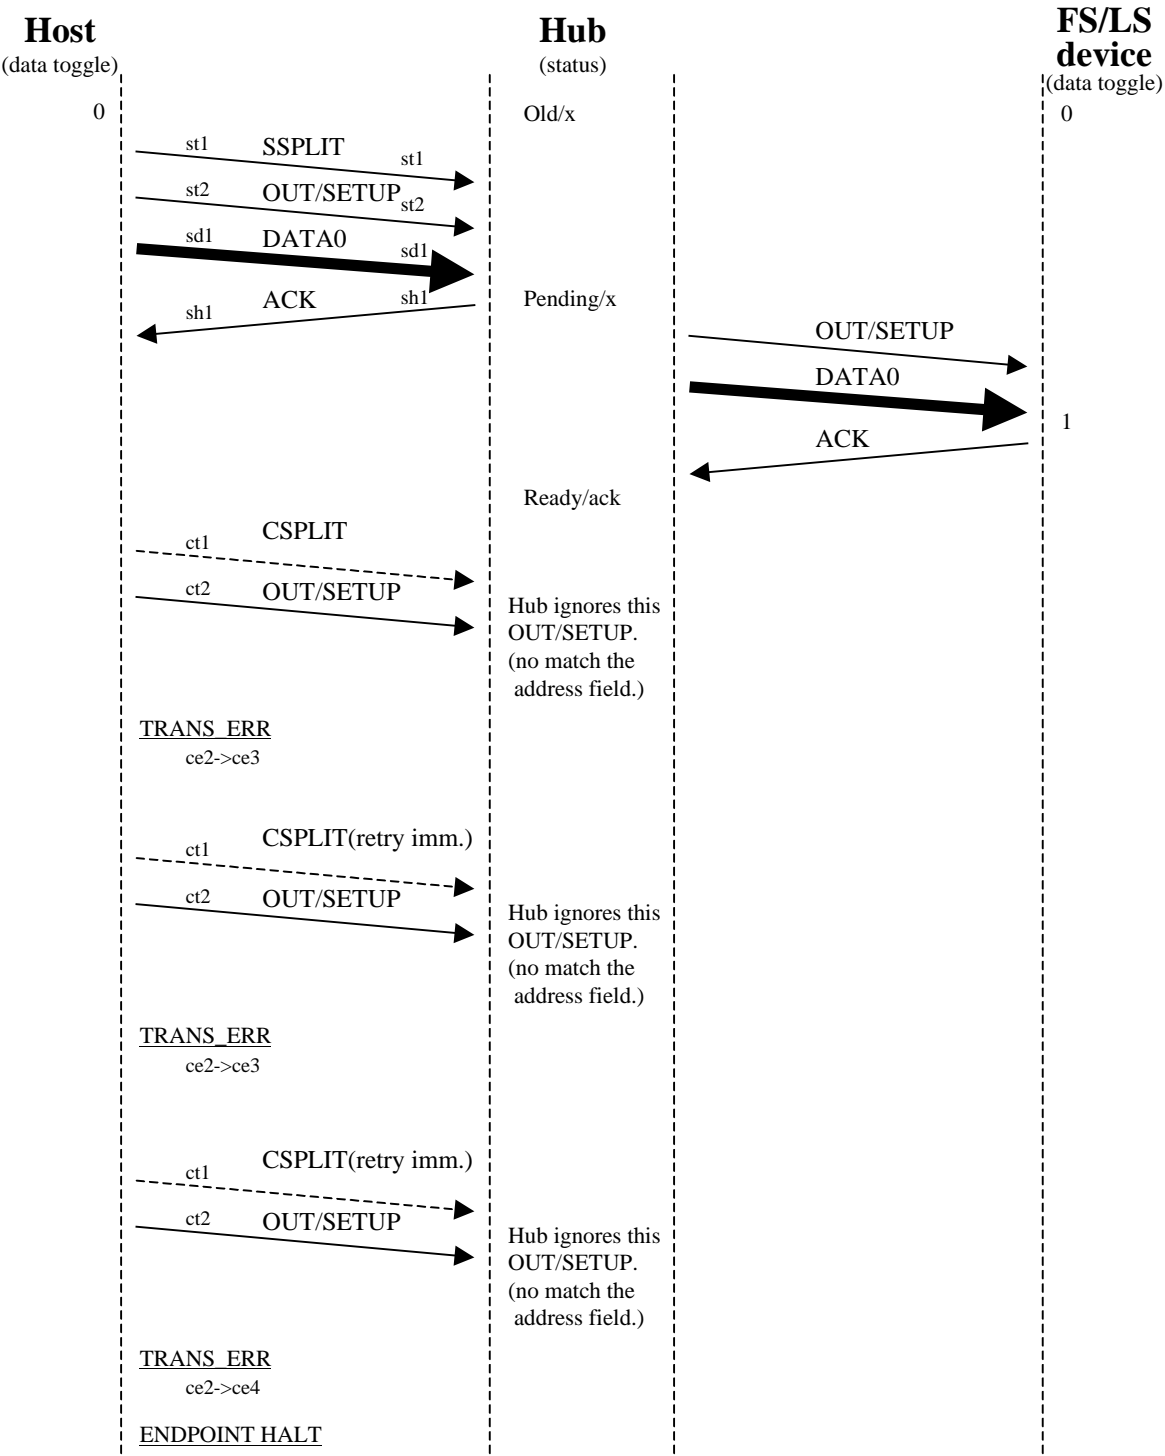 Host
(data toggle)
Hub
(status)
FS/LS
device
(data toggle)
0
Old/x
0
st1
SSPLIT
st1
st2
OUT/SETUP
st2
sd1
DATA0
sd1
ACK
sh1
sh1
Pending/x
OUT/SETUP
DATA0
1
ACK
Ready/ack
CSPLIT
ct1
ct2
OUT/SETUP
Hub ignores this
OUT/SETUP.
(no match the
address field.)
TRANS_ERR
ce2->ce3
CSPLIT(retry imm.)
ct1
ct2
OUT/SETUP
Hub ignores this
OUT/SETUP.
(no match the
address field.)
TRANS_ERR
ce2->ce3
CSPLIT(retry imm.)
ct1
ct2
OUT/SETUP
Hub ignores this
OUT/SETUP.
(no match the
address field.)
TRANS_ERR
ce2->ce4
ENDPOINT HALT